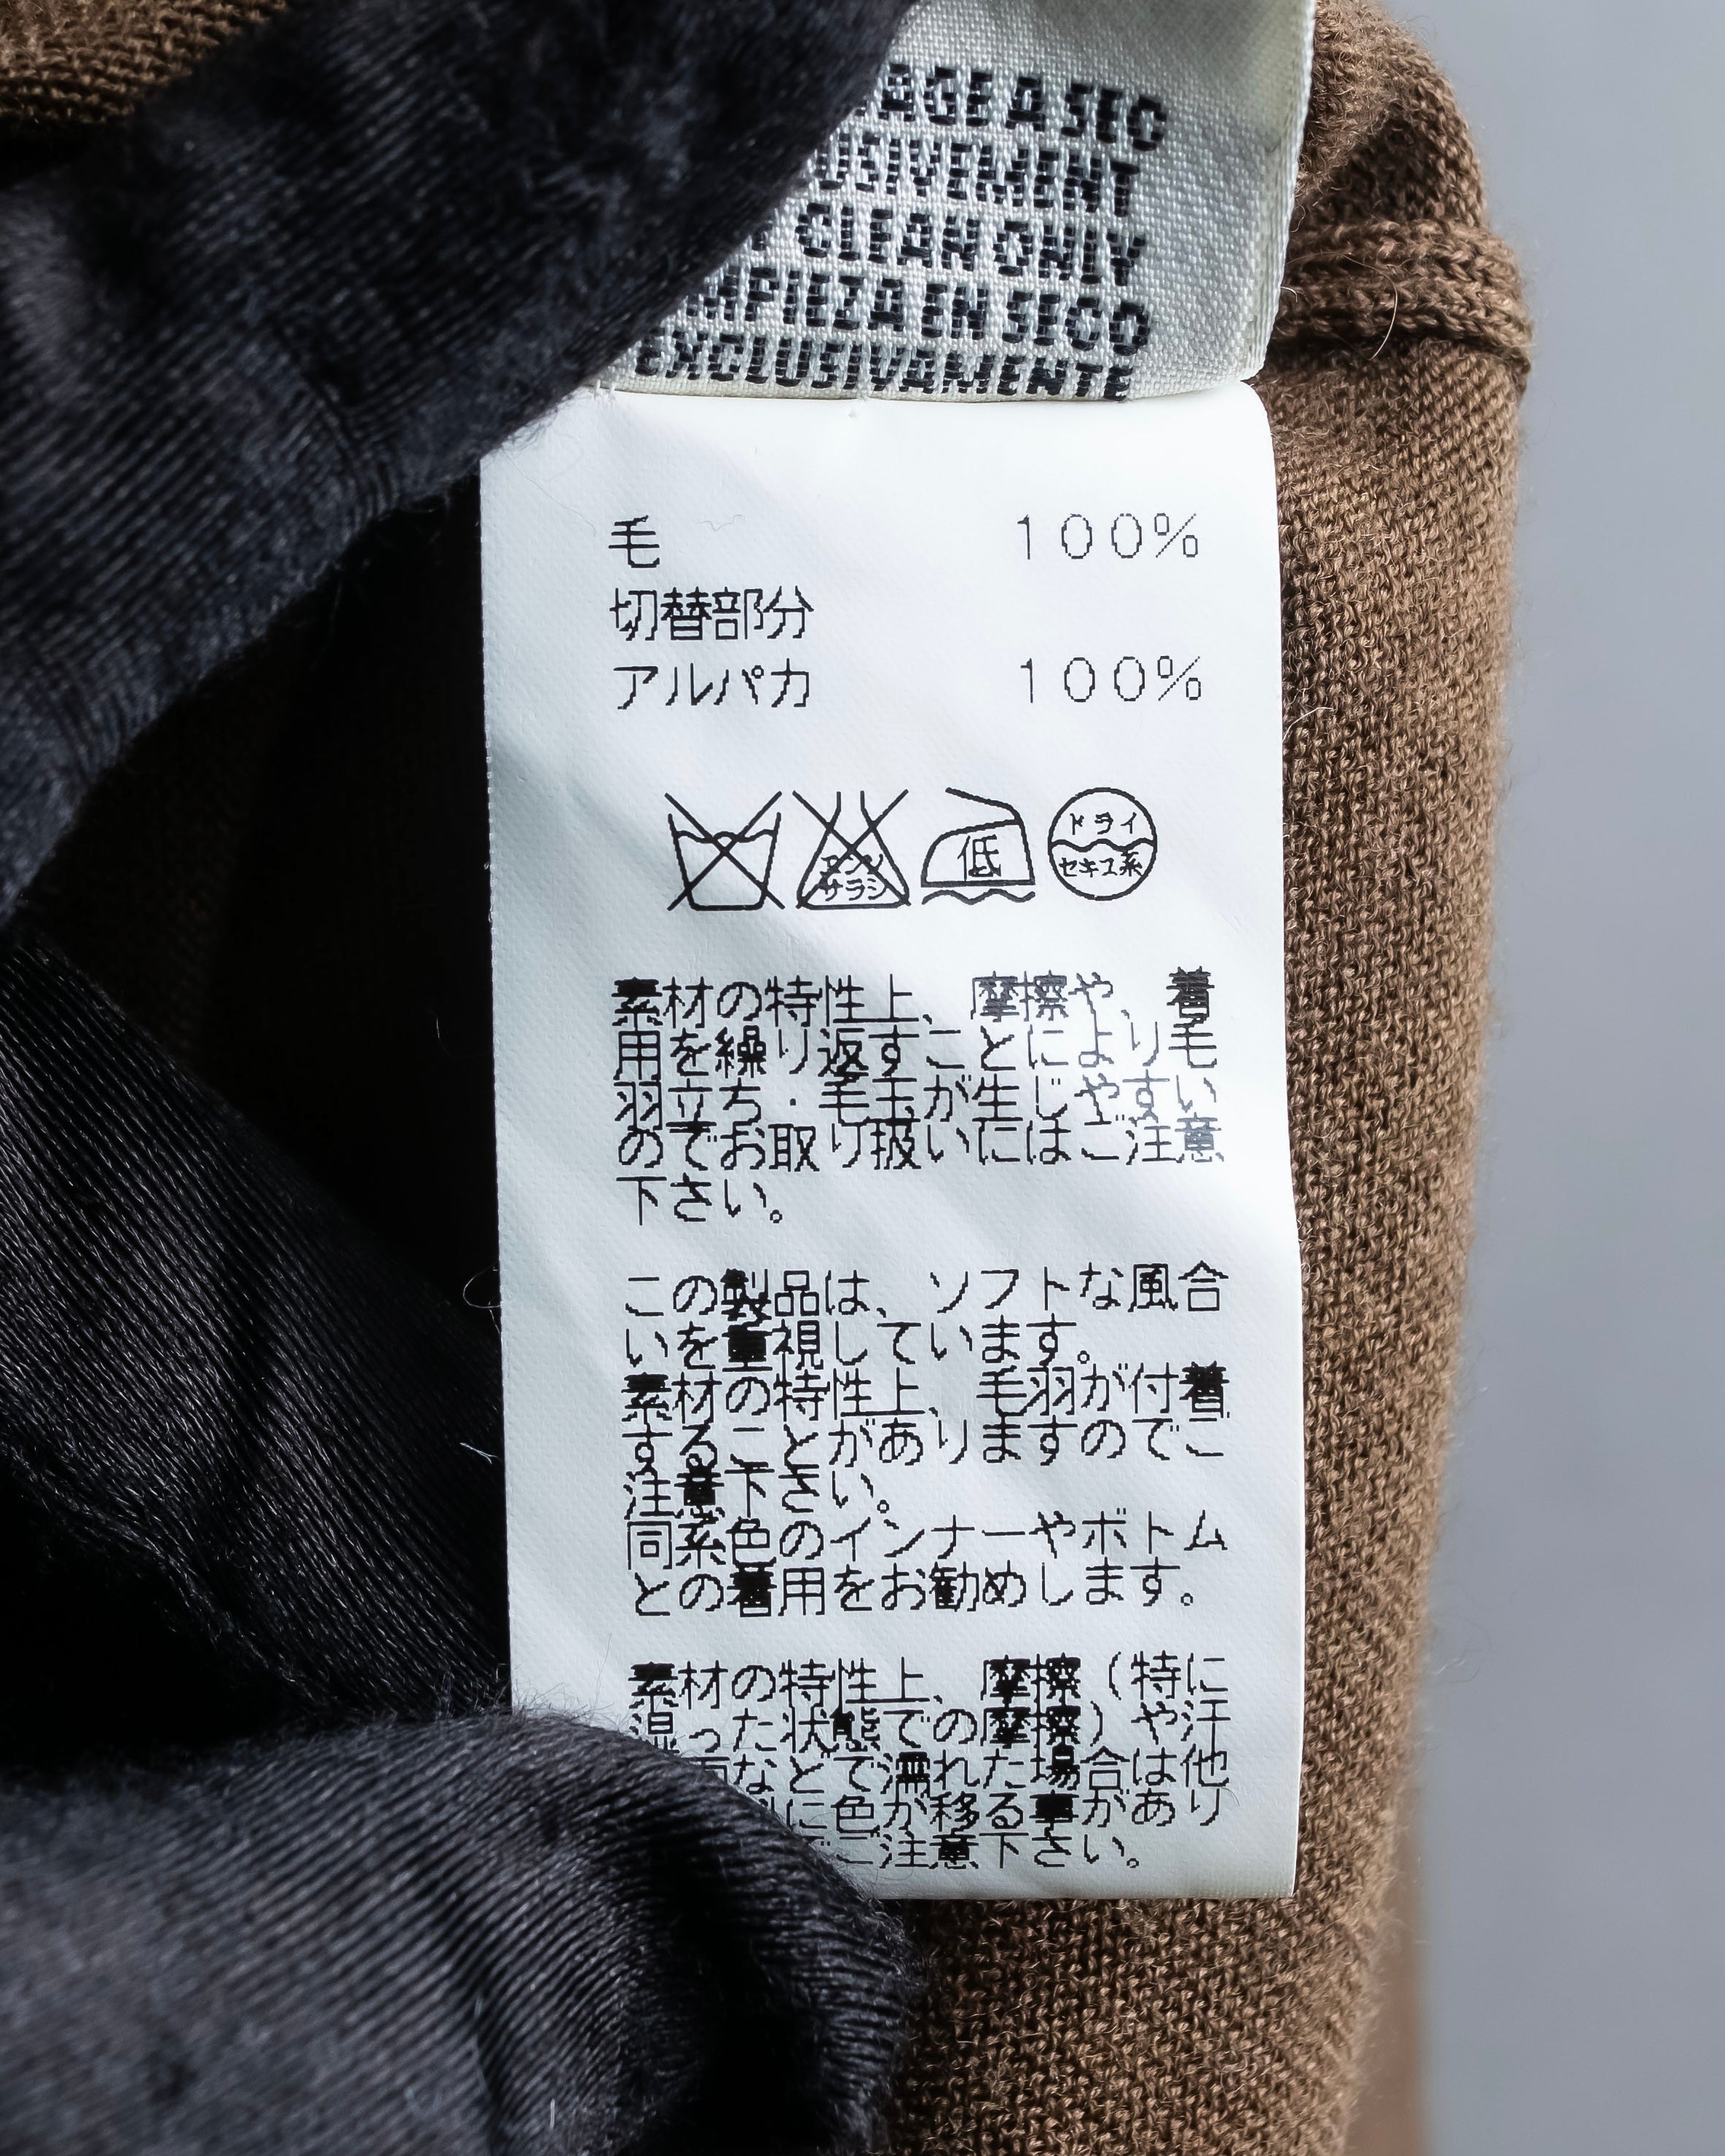 AGE A SEC
USIVEMENT
CLEAN ONLY
MPIEZA EN SECO
EXCLUSIVAMENTE
毛 100%
切替部分
アルパカ 100%
エンソ
サラシ
低
ドライ
セキユ系
素材の特性上、摩擦や、着
用を繰り返すことにより毛
羽立ち・毛玉が生じやすい
のでお取り扱いにはご注意
下さい。
この製品は、ソフトな風合
いを重視しています。
素材の特性上、毛羽が付着
することがありますのでご
注意下さい。
同系色のインナーやボトム
との着用をお勧めします。
素材の特性上、摩擦(特に
湿った状態での摩擦)や汗
などで濡れた場合は他
に色が移る事があり
でご注意下さい。